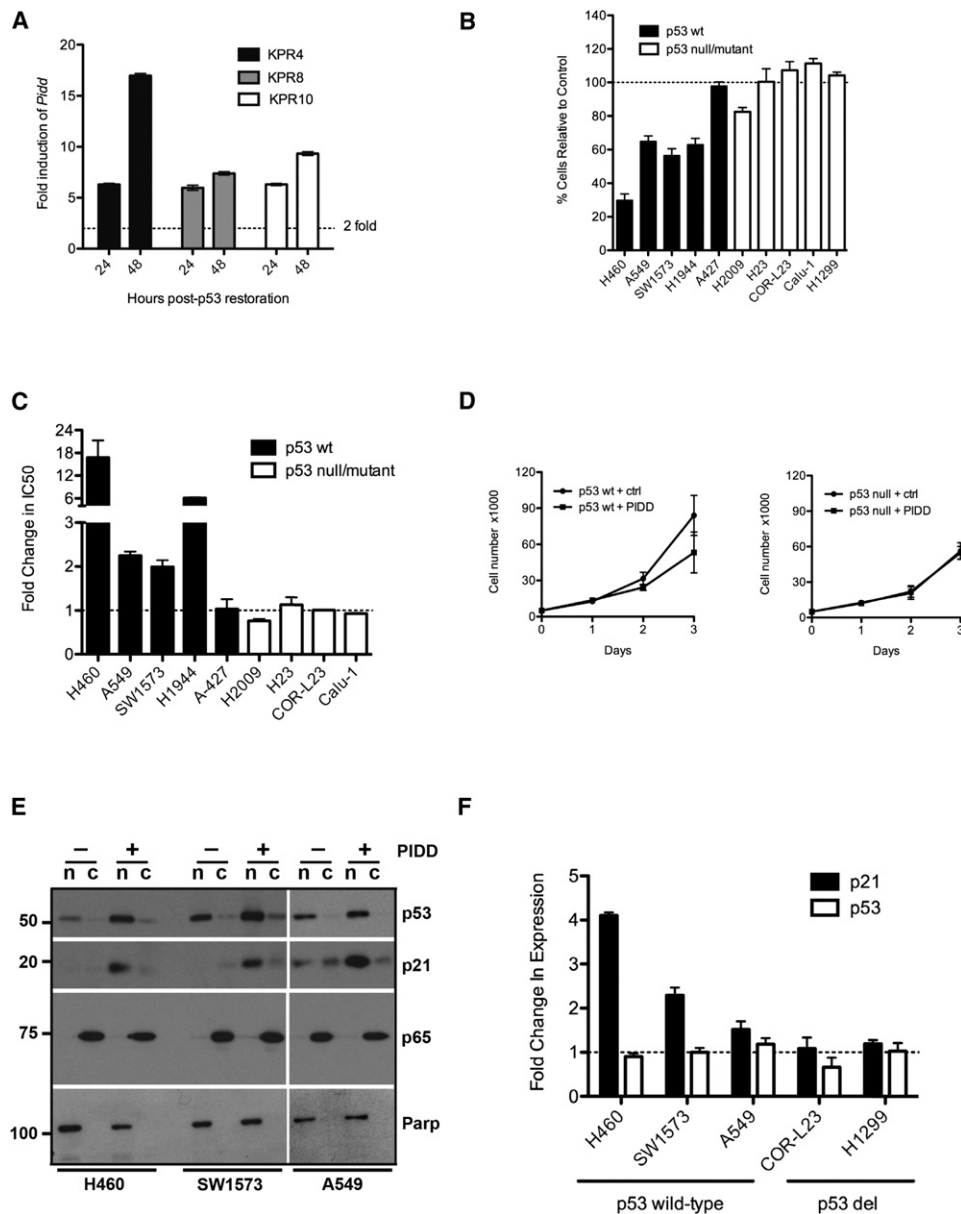 A
Fold induction of Pidd
20
15
10
5
0
KPR4
KPR8
KPR10
2 fold
24
48
24
48
24
48
Hours post-p53 restoration
B
% Cells Relative to Control
140
120
100
80
60
40
20
0
p53 wt
p53 null/mutant
H460
A549
SW1573
H1944
A427
H2009
H23
COR-L23
Calu-1
H1299
C
Fold Change in IC50
24
18
12
6
3
2
1
0
p53 wt
p53 null/mutant
H460
A549
SW1573
H1944
A-427
H2009
H23
COR-L23
Calu-1
D
Cell number x1000
120
90
60
30
0
p53 wt + ctrl
p53 wt + PIDD
0 1 2 3
Days
Cell number x1000
120
90
60
30
0
p53 null + ctrl
p53 null + PIDD
0 1 2 3
Days
E
– + – + – + PIDD
n c n c n c n c n c n c
50 p53
20 p21
75 p65
100 Parp
H460 SW1573 A549
F
Fold Change In Expression
5
4
3
2
1
0
p21
p53
H460
SW1573
A549
COR-L23
H1299
p53 wild-type p53 del